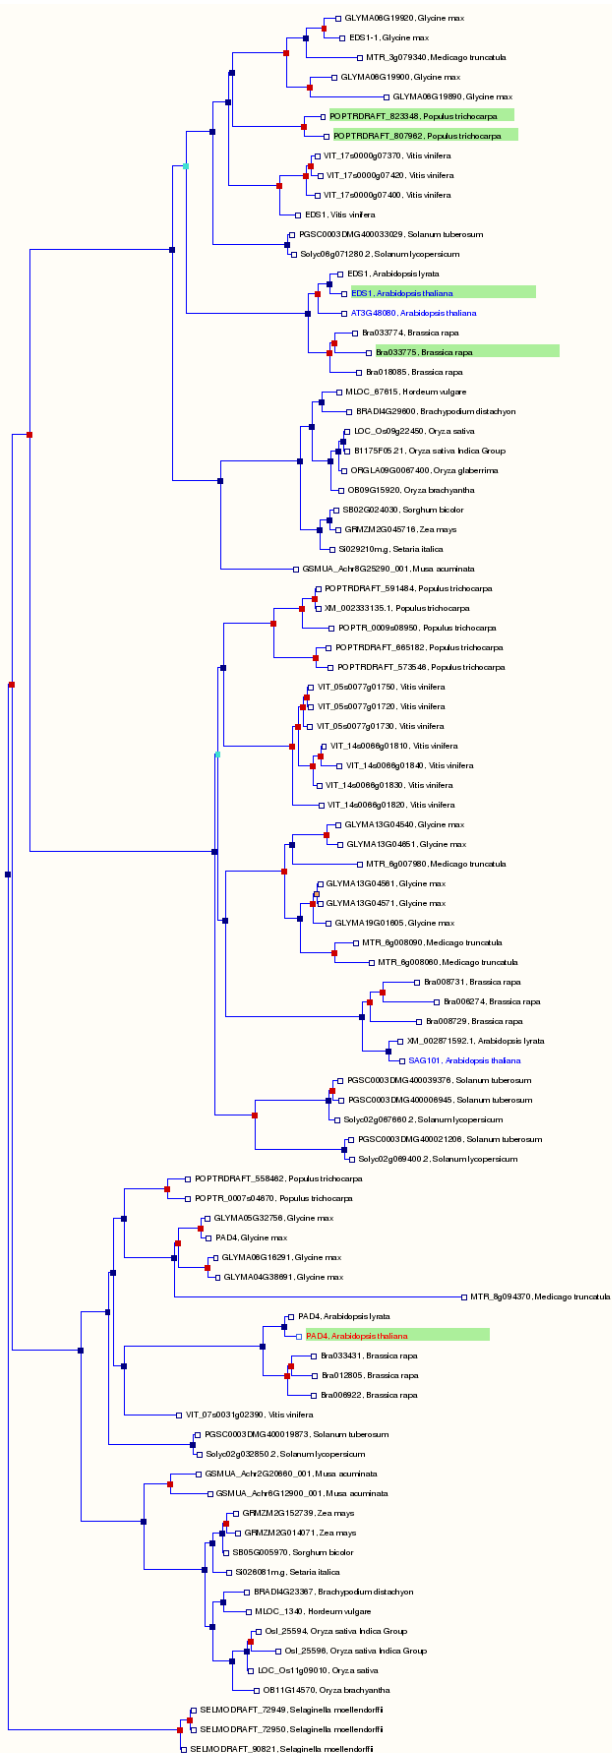 GLYMA06G19920, Glycine max
EDS1-1, Glycine max
MTR_3g079340, Medicago truncatula
GLYMA06G19900, Glycine max
GLYMA06G19890, Glycine max
POPTRDRAFT_823348, Populus trichocarpa
POPTRDRAFT_807962, Populus trichocarpa
VIT_17s0000g07370, Vitis vinifera
VIT_17s0000g07420, Vitis vinifera
VIT_17s0000g07400, Vitis vinifera
EDS1, Vitis vinifera
PGSC0003DMG400033029, Solanum tuberosum
Solyc06g071280.2, Solanum lycopersicum
EDS1, Arabidopsis lyrata
EDS1, Arabidopsis thaliana
AT3G48080, Arabidopsis thaliana
Bra033774, Brassica rapa
Bra033775, Brassica rapa
Bra018085, Brassica rapa
MLOC_67615, Hordeum vulgare
BRADI4G29600, Brachypodium distachyon
LOC_Os09g22450, Oryza sativa
B1175F05.21, Oryza sativa Indica Group
ORGLA09G0067400, Oryza glaberrima
OB09G15920, Oryza brachyantha
SB02G024030, Sorghum bicolor
GRMZM2G045716, Zea mays
Si029210m.g, Setaria italica
GSMUA_Achr8G25290_001, Musa acuminata
POPTRDRAFT_591484, Populus trichocarpa
XM_002333135.1, Populus trichocarpa
POPTR_0009s08950, Populus trichocarpa
POPTRDRAFT_665182, Populus trichocarpa
POPTRDRAFT_573546, Populus trichocarpa
VIT_05s0077g01750, Vitis vinifera
VIT_05s0077g01720, Vitis vinifera
VIT_05s0077g01730, Vitis vinifera
VIT_14s0066g01810, Vitis vinifera
VIT_14s0066g01840, Vitis vinifera
VIT_14s0066g01830, Vitis vinifera
VIT_14s0066g01820, Vitis vinifera
GLYMA13G04540, Glycine max
GLYMA13G04651, Glycine max
MTR_6g007980, Medicago truncatula
GLYMA13G04561, Glycine max
GLYMA13G04571, Glycine max
GLYMA19G01605, Glycine max
MTR_6g008090, Medicago truncatula
MTR_6g008060, Medicago truncatula
Bra008731, Brassica rapa
Bra006274, Brassica rapa
Bra008729, Brassica rapa
XM_002871592.1, Arabidopsis lyrata
SAG101, Arabidopsis thaliana
PGSC0003DMG400039376, Solanum tuberosum
PGSC0003DMG400006945, Solanum tuberosum
Solyc02g067660.2, Solanum lycopersicum
PGSC0003DMG400021206, Solanum tuberosum
Solyc02g069400.2, Solanum lycopersicum
POPTRDRAFT_558462, Populus trichocarpa
POPTR_0007s04670, Populus trichocarpa
GLYMA05G32756, Glycine max
PAD4, Glycine max
GLYMA06G16291, Glycine max
GLYMA04G38691, Glycine max
MTR_8g094370, Medicago truncatula
PAD4, Arabidopsis lyrata
PAD4, Arabidopsis thaliana
Bra033431, Brassica rapa
Bra012805, Brassica rapa
Bra006922, Brassica rapa
VIT_07s0031g02390, Vitis vinifera
PGSC0003DMG400019873, Solanum tuberosum
Solyc02g032850.2, Solanum lycopersicum
GSMUA_Achr2G20660_001, Musa acuminata
GSMUA_Achr6G12900_001, Musa acuminata
GRMZM2G152739, Zea mays
GRMZM2G014071, Zea mays
SB05G005970, Sorghum bicolor
Si026081m.g, Setaria italica
BRADI4G23367, Brachypodium distachyon
MLOC_1340, Hordeum vulgare
OsI_25594, Oryza sativa Indica Group
OsI_25596, Oryza sativa Indica Group
LOC_Os11g09010, Oryza sativa
OB11G14570, Oryza brachyantha
SELMODRAFT_72949, Selaginella moellendorffii
SELMODRAFT_72950, Selaginella moellendorffii
SELMODRAFT_90821, Selaginella moellendorffii